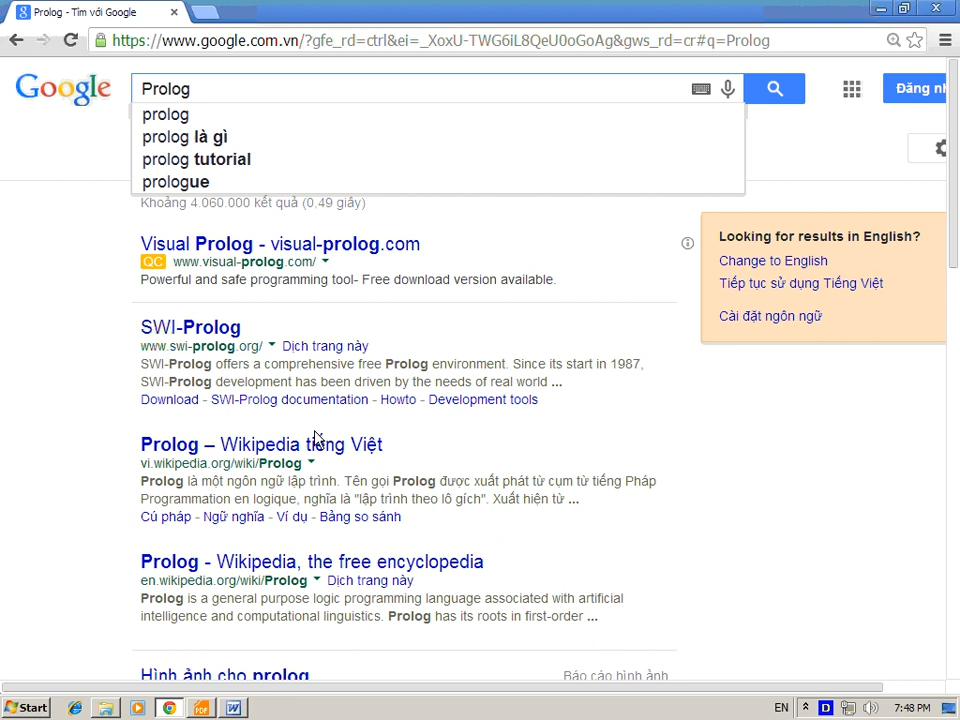 Prolog - Tìm với Google
https://www.google.com.vn/?gfe_rd=ctrl&ei=_XoxU-TWG6iL8QeU0oGoAg&gws_rd=cr#q=Prolog
Google
Prolog
Đăng nh
prolog
prolog là gì
prolog tutorial
prologue
Khoảng 4.060.000 kết quả (0,49 giây)
Visual Prolog - visual-prolog.com
QC www.visual-prolog.com/
Powerful and safe programming tool- Free download version available.
Looking for results in English?
Change to English
Tiếp tục sử dụng Tiếng Việt
Cài đặt ngôn ngữ
SWI-Prolog
www.swi-prolog.org/ Dịch trang này
SWI-Prolog offers a comprehensive free Prolog environment. Since its start in 1987,
SWI-Prolog development has been driven by the needs of real world ...
Download - SWI-Prolog documentation - Howto - Development tools
Prolog – Wikipedia tiếng Việt
vi.wikipedia.org/wiki/Prolog
Prolog là một ngôn ngữ lập trình. Tên gọi Prolog được xuất phát từ cụm từ tiếng Pháp
Programmation en logique, nghĩa là "lập trình theo lô gích". Xuất hiện từ ...
Cú pháp - Ngữ nghĩa - Ví dụ - Bảng so sánh
Prolog - Wikipedia, the free encyclopedia
en.wikipedia.org/wiki/Prolog Dịch trang này
Prolog is a general purpose logic programming language associated with artificial
intelligence and computational linguistics. Prolog has its roots in first-order ...
Hình ảnh cho prolog
Báo cáo hình ảnh
Start
EN
7:48 PM